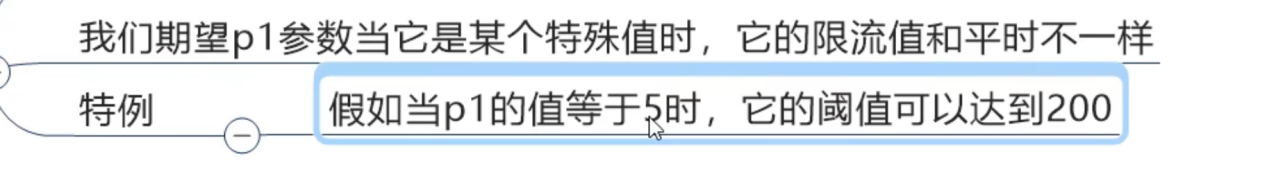 我们期望p1参数当它是某个特殊值时，它的限流值和平时不一样
特例
假如当p1的值等于5时，它的阈值可以达到200